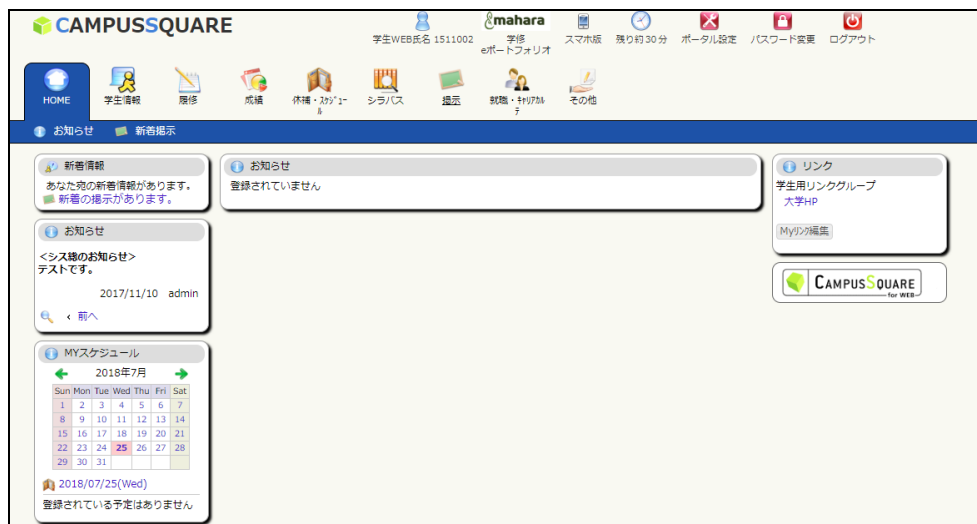 CAMPUSSQUARE
学生WEB氏名 1511002
mahara
学修
eポートフォリオ
スマホ版
残り約30分
ポータル設定
パスワード変更
ログアウト
HOME
学生情報
履修
成績
休補・ｽｹｼﾞｭｰ
ﾙ
シラバス
掲示
就職・ｷｬﾘｱｶﾙ
ﾃ
その他
お知らせ
新着掲示
新着情報
あなた宛の新着情報があります。
新着の掲示があります。
お知らせ
<シス総のお知らせ>
テストです。
2017/11/10 admin
‹ 前へ
MYスケジュール
2018年7月
Sun Mon Tue Wed Thu Fri Sat
1 2 3 4 5 6 7
8 9 10 11 12 13 14
15 16 17 18 19 20 21
22 23 24 25 26 27 28
29 30 31
2018/07/25(Wed)
登録されている予定はありません
お知らせ
登録されていません
リンク
学生用リンクグループ
大学HP
Myﾘﾝｸ編集
CAMPUSSQUARE
for WEB